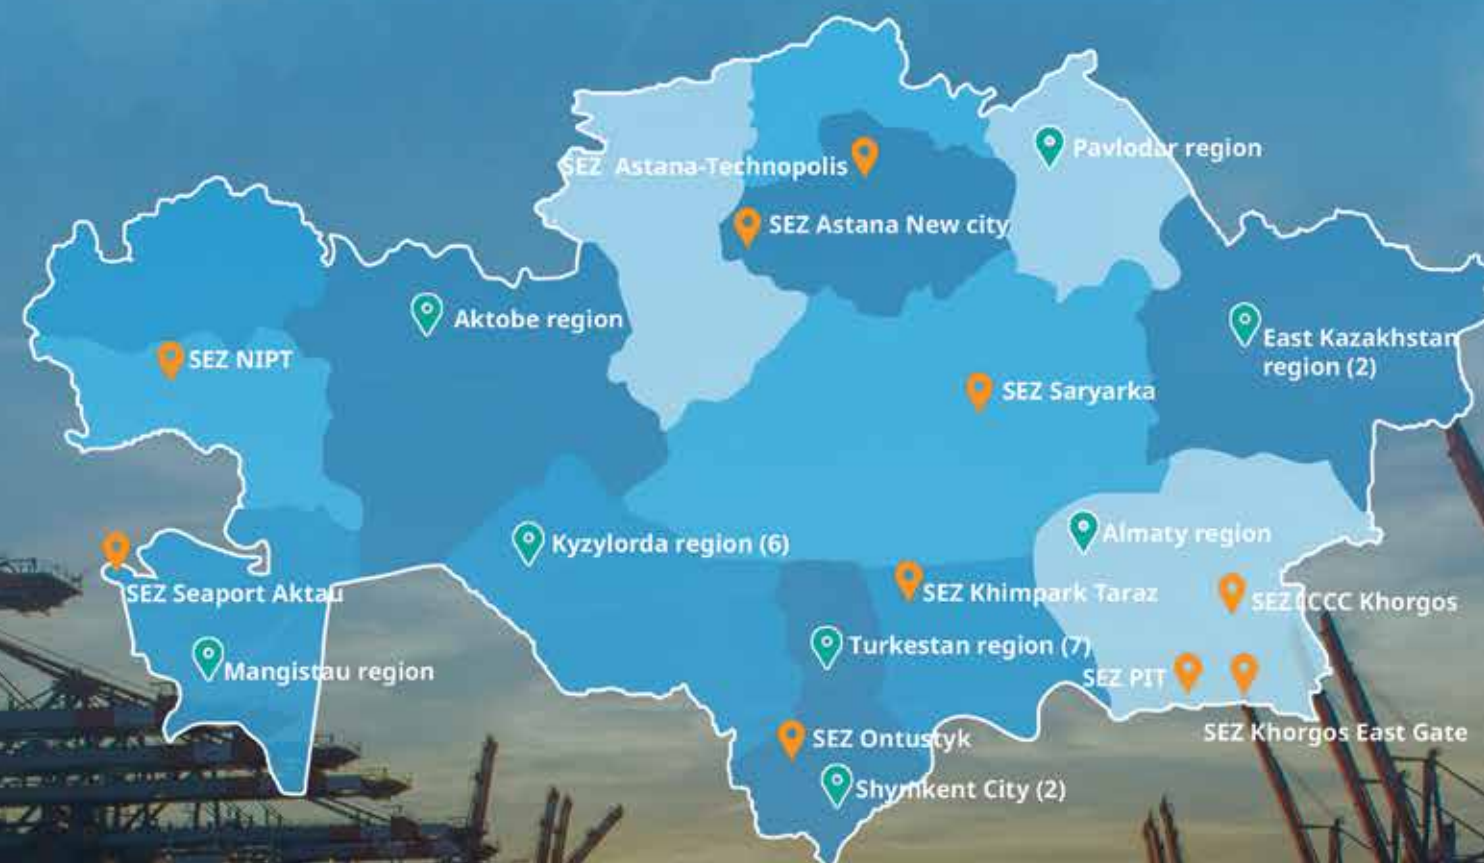 Pavlodar region
SEZ Astana-Technopolis
SEZ Astana New city
Aktobe region
East Kazakhstan
region (2)
SEZ NIPT
SEZ Saryarka
Kyzylorda region (6)
Almaty region
SEZ Seaport Aktau
SEZ Khimpark Taraz
SEZ ICCC Khorgos
Turkestan region (7)
Mangistau region
SEZ PIT
SEZ Khorgos East Gate
SEZ Ontustyk
Shymkent City (2)